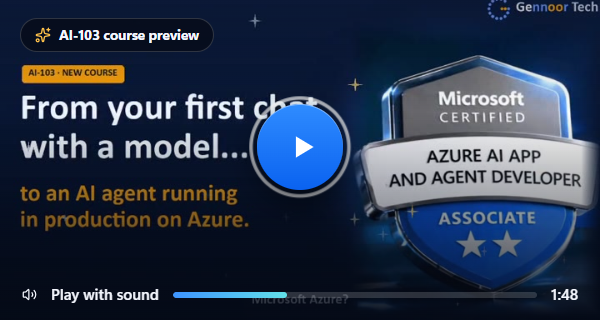 Gennoor Tech
AI-103 course preview
AI-103 - NEW COURSE
From your first chat
with a model...
to an AI agent running
in production on Azure.
Microsoft
CERTIFIED
AZURE AI APP
AND AGENT DEVELOPER
ASSOCIATE
Play with sound
1:48
Microsoft Azure?